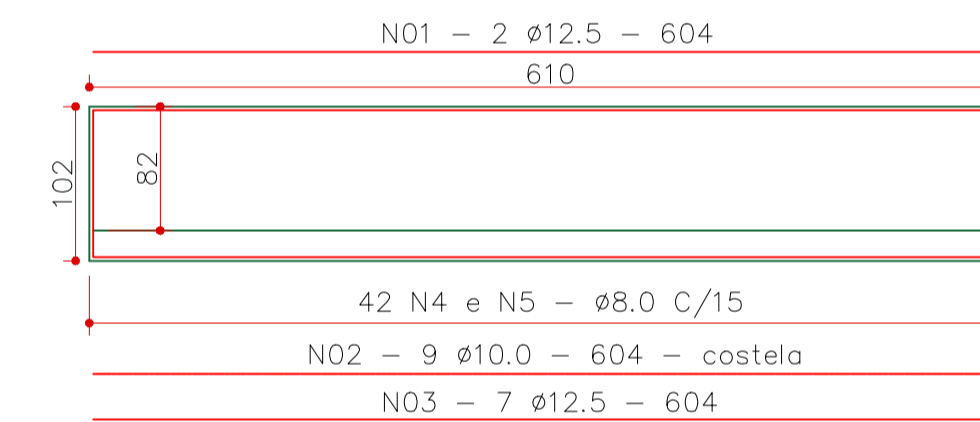 N01 – 2 ø12.5 – 604
610
82
102
42 N4 e N5 – ø8.0 C/15
N02 – 9 ø10.0 – 604 – costela
N03 – 7 ø12.5 – 604